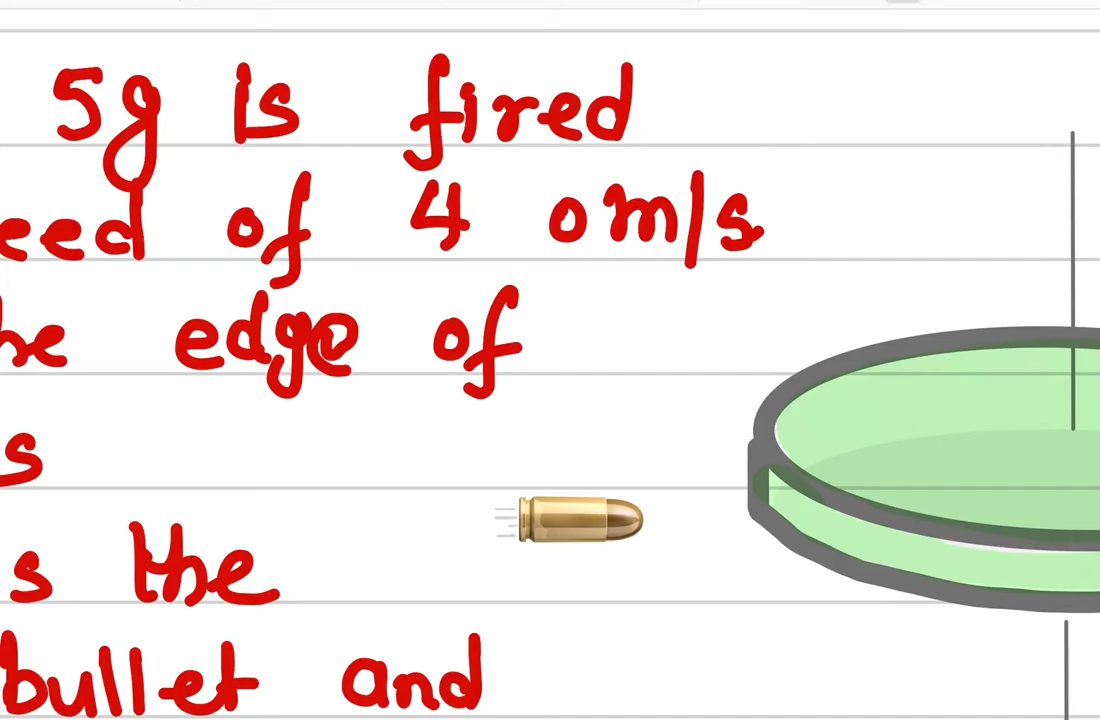 5g is fired
eed of 4 0m/s
he edge of
s
s the
bullet and